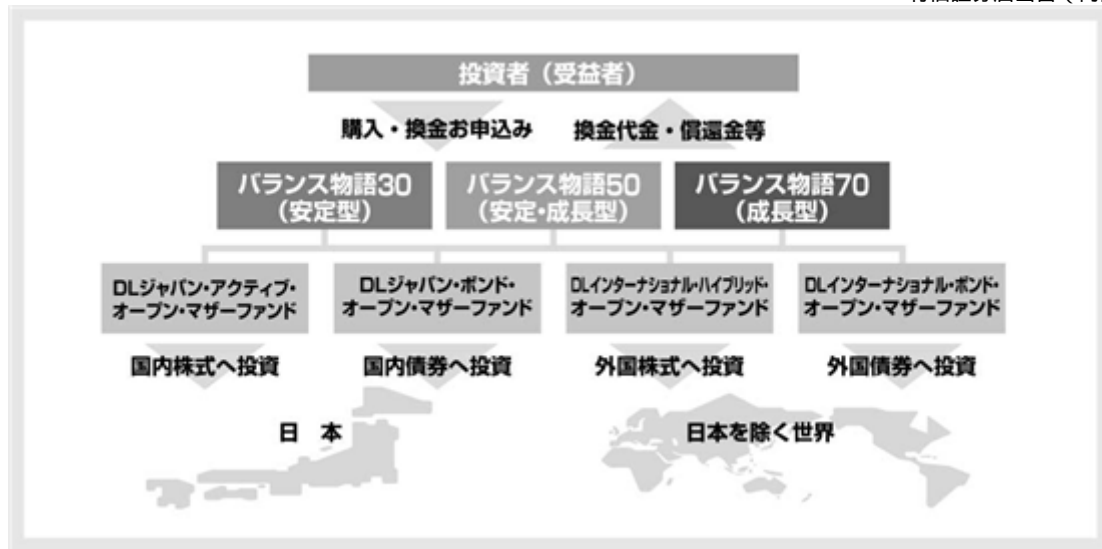 投資者（受益者）
購入・換金お申込み
換金代金・償還金等
バランス物語30
（安定型）
バランス物語50
（安定・成長型）
バランス物語70
（成長型）
DLジャパン・アクティブ・
オープン・マザーファンド
DLジャパン・ボンド・
オープン・マザーファンド
DLインターナショナル・ハイブリッド・
オープン・マザーファンド
DLインターナショナル・ボンド・
オープン・マザーファンド
国内株式へ投資
国内債券へ投資
外国株式へ投資
外国債券へ投資
日　本
日本を除く世界